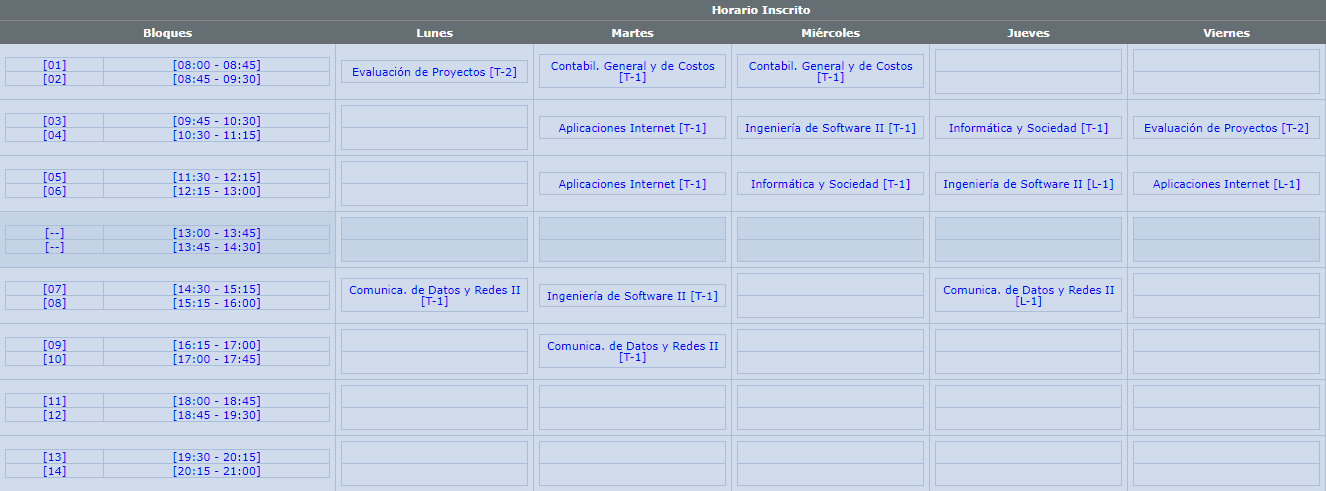 Horario Inscrito
Bloques Lunes Martes Miércoles Jueves Viernes
[01] [08:00 - 08:45]
[02] [08:45 - 09:30]
Evaluación de Proyectos [T-2]
Contabil. General y de Costos
[T-1]
Contabil. General y de Costos
[T-1]
[03] [09:45 - 10:30]
[04] [10:30 - 11:15]
Aplicaciones Internet [T-1]
Ingeniería de Software II [T-1]
Informática y Sociedad [T-1]
Evaluación de Proyectos [T-2]
[05] [11:30 - 12:15]
[06] [12:15 - 13:00]
Aplicaciones Internet [T-1]
Informática y Sociedad [T-1]
Ingeniería de Software II [L-1]
Aplicaciones Internet [L-1]
[--] [13:00 - 13:45]
[--] [13:45 - 14:30]
[07] [14:30 - 15:15]
[08] [15:15 - 16:00]
Comunica. de Datos y Redes II
[T-1]
Ingeniería de Software II [T-1]
Comunica. de Datos y Redes II
[L-1]
[09] [16:15 - 17:00]
[10] [17:00 - 17:45]
Comunica. de Datos y Redes II
[T-1]
[11] [18:00 - 18:45]
[12] [18:45 - 19:30]
[13] [19:30 - 20:15]
[14] [20:15 - 21:00]